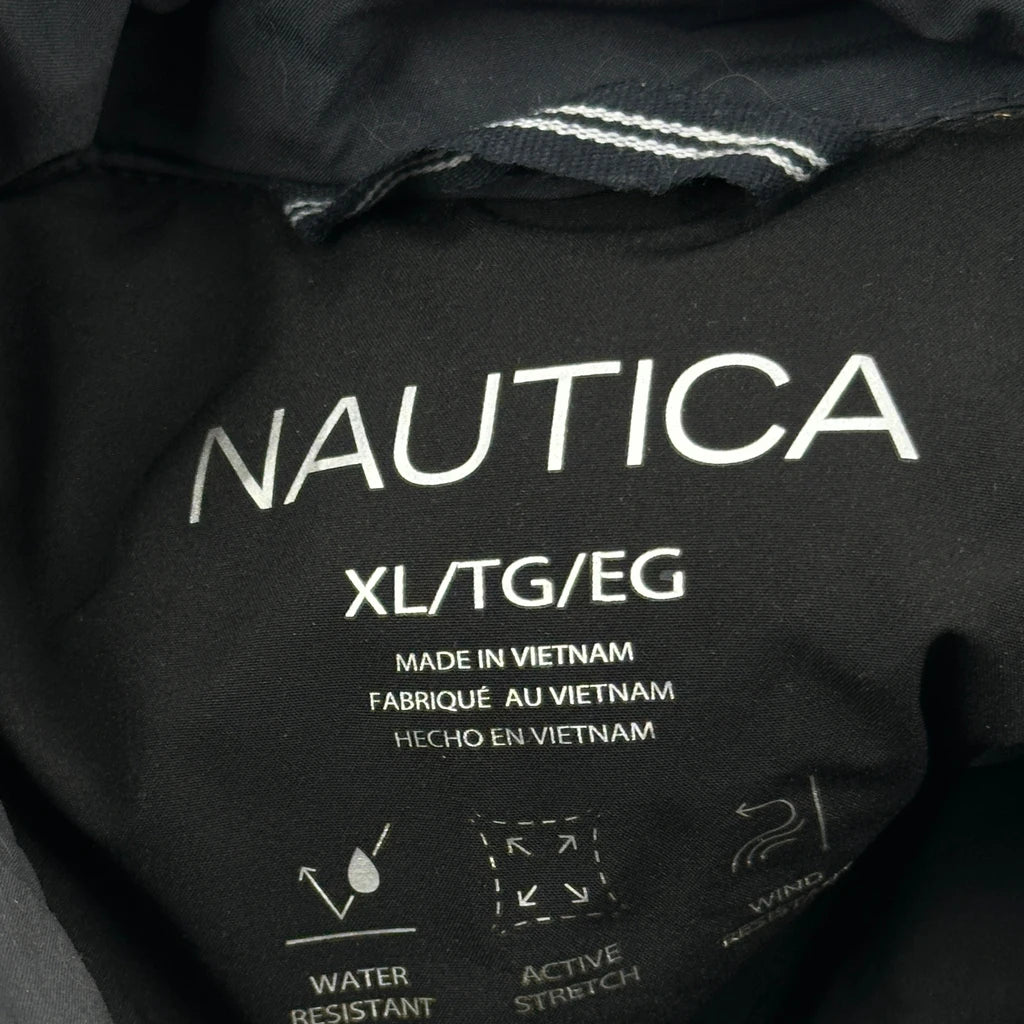 NAUTICA
XL/TG/EG
MADE IN VIETNAM
FABRIQUÉ AU VIETNAM
HECHO EN VIETNAM
WATER
RESISTANT
ACTIVE
STRETCH
WIND